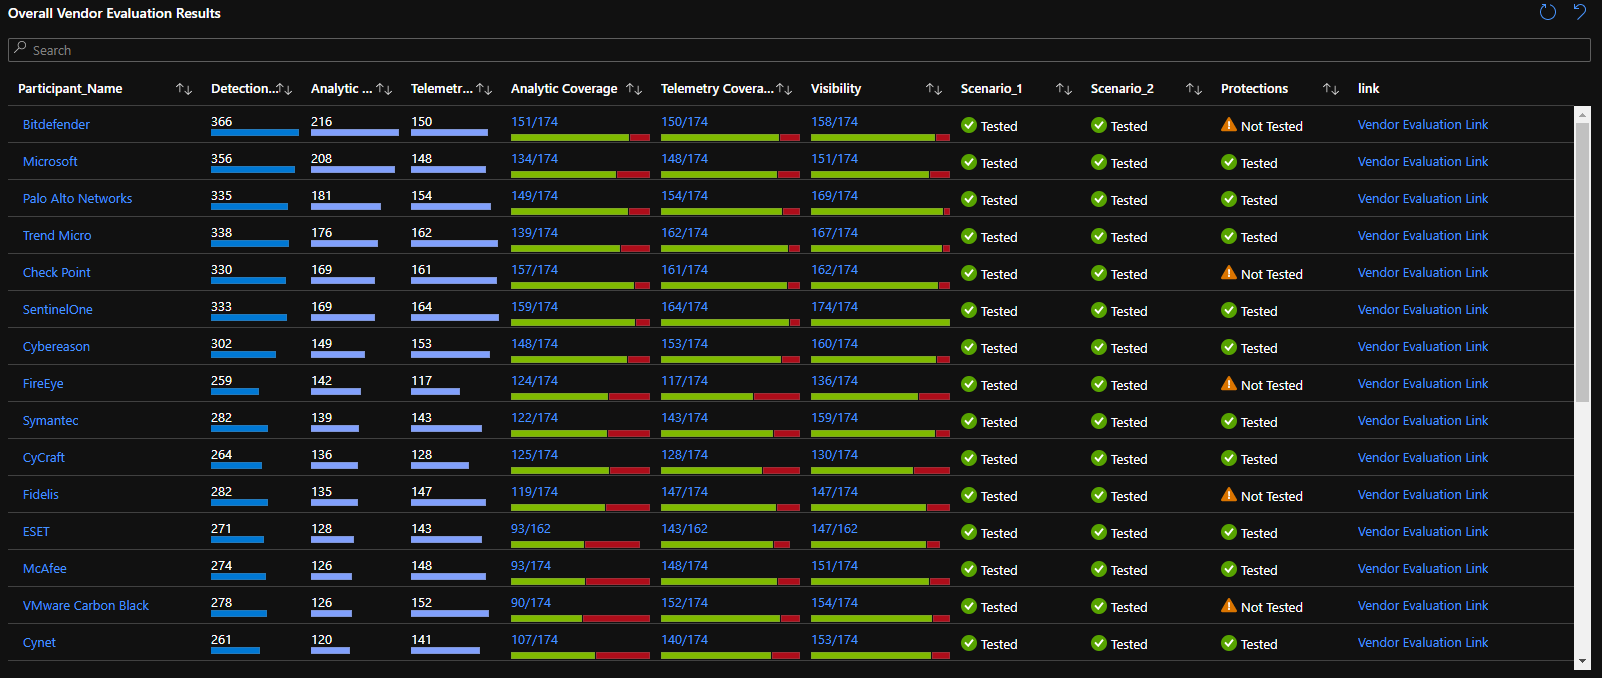 Overall Vendor Evaluation Results
Search
Participant_Name Detection... Analytic ... Telemetr... Analytic Coverage Telemetry Covera... Visibility Scenario_1 Scenario_2 Protections link
Bitdefender 366 216 150 151/174 150/174 158/174 Tested Tested Not Tested Vendor Evaluation Link
Microsoft 356 208 148 134/174 148/174 151/174 Tested Tested Tested Vendor Evaluation Link
Palo Alto Networks 335 181 154 149/174 154/174 169/174 Tested Tested Tested Vendor Evaluation Link
Trend Micro 338 176 162 139/174 162/174 167/174 Tested Tested Tested Vendor Evaluation Link
Check Point 330 169 161 157/174 161/174 162/174 Tested Tested Not Tested Vendor Evaluation Link
SentinelOne 333 169 164 159/174 164/174 174/174 Tested Tested Tested Vendor Evaluation Link
Cybereason 302 149 153 148/174 153/174 160/174 Tested Tested Tested Vendor Evaluation Link
FireEye 259 142 117 124/174 117/174 136/174 Tested Tested Not Tested Vendor Evaluation Link
Symantec 282 139 143 122/174 143/174 159/174 Tested Tested Tested Vendor Evaluation Link
CyCraft 264 136 128 125/174 128/174 130/174 Tested Tested Tested Vendor Evaluation Link
Fidelis 282 135 147 119/174 147/174 147/174 Tested Tested Not Tested Vendor Evaluation Link
ESET 271 128 143 93/162 143/162 147/162 Tested Tested Tested Vendor Evaluation Link
McAfee 274 126 148 93/174 148/174 151/174 Tested Tested Tested Vendor Evaluation Link
VMware Carbon Black 278 126 152 90/174 152/174 154/174 Tested Tested Not Tested Vendor Evaluation Link
Cynet 261 120 141 107/174 140/174 153/174 Tested Tested Tested Vendor Evaluation Link